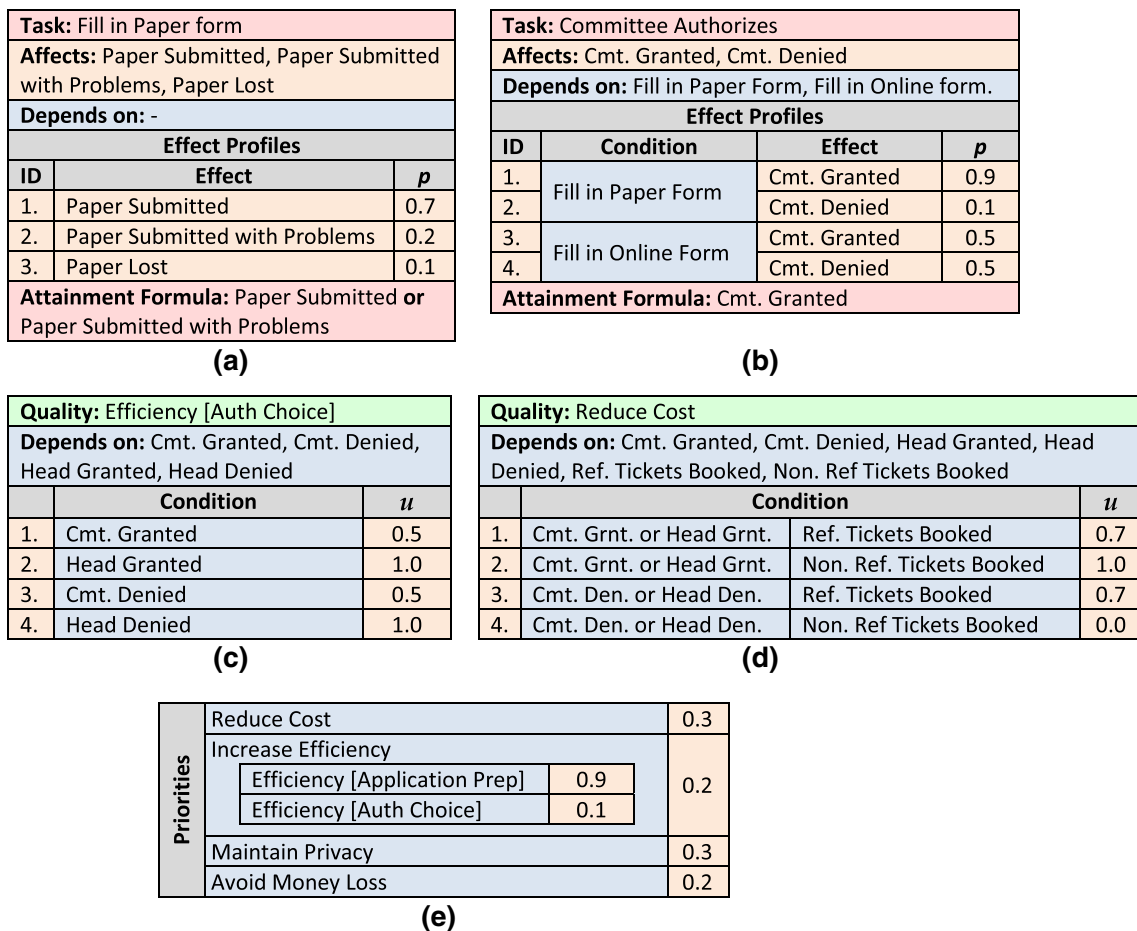 Task: Fill in Paper form
Affects: Paper Submitted, Paper Submitted
with Problems, Paper Lost
Depends on: -
Effect Profiles
ID Effect p
1. Paper Submitted 0.7
2. Paper Submitted with Problems 0.2
3. Paper Lost 0.1
Attainment Formula: Paper Submitted or
Paper Submitted with Problems
(a)
Task: Committee Authorizes
Affects: Cmt. Granted, Cmt. Denied
Depends on: Fill in Paper Form, Fill in Online form.
Effect Profiles
ID Condition Effect p
1. Fill in Paper Form Cmt. Granted 0.9
2. Cmt. Denied 0.1
3. Fill in Online Form Cmt. Granted 0.5
4. Cmt. Denied 0.5
Attainment Formula: Cmt. Granted
(b)
Quality: Efficiency [Auth Choice]
Depends on: Cmt. Granted, Cmt. Denied,
Head Granted, Head Denied
Condition u
1. Cmt. Granted 0.5
2. Head Granted 1.0
3. Cmt. Denied 0.5
4. Head Denied 1.0
(c)
Quality: Reduce Cost
Depends on: Cmt. Granted, Cmt. Denied, Head Granted, Head
Denied, Ref. Tickets Booked, Non. Ref Tickets Booked
Condition u
1. Cmt. Grnt. or Head Grnt. Ref. Tickets Booked 0.7
2. Cmt. Grnt. or Head Grnt. Non. Ref. Tickets Booked 1.0
3. Cmt. Den. or Head Den. Ref. Tickets Booked 0.7
4. Cmt. Den. or Head Den. Non. Ref Tickets Booked 0.0
(d)
Priorities
Reduce Cost 0.3
Increase Efficiency 0.2
Efficiency [Application Prep] 0.9
Efficiency [Auth Choice] 0.1
Maintain Privacy 0.3
Avoid Money Loss 0.2
(e)